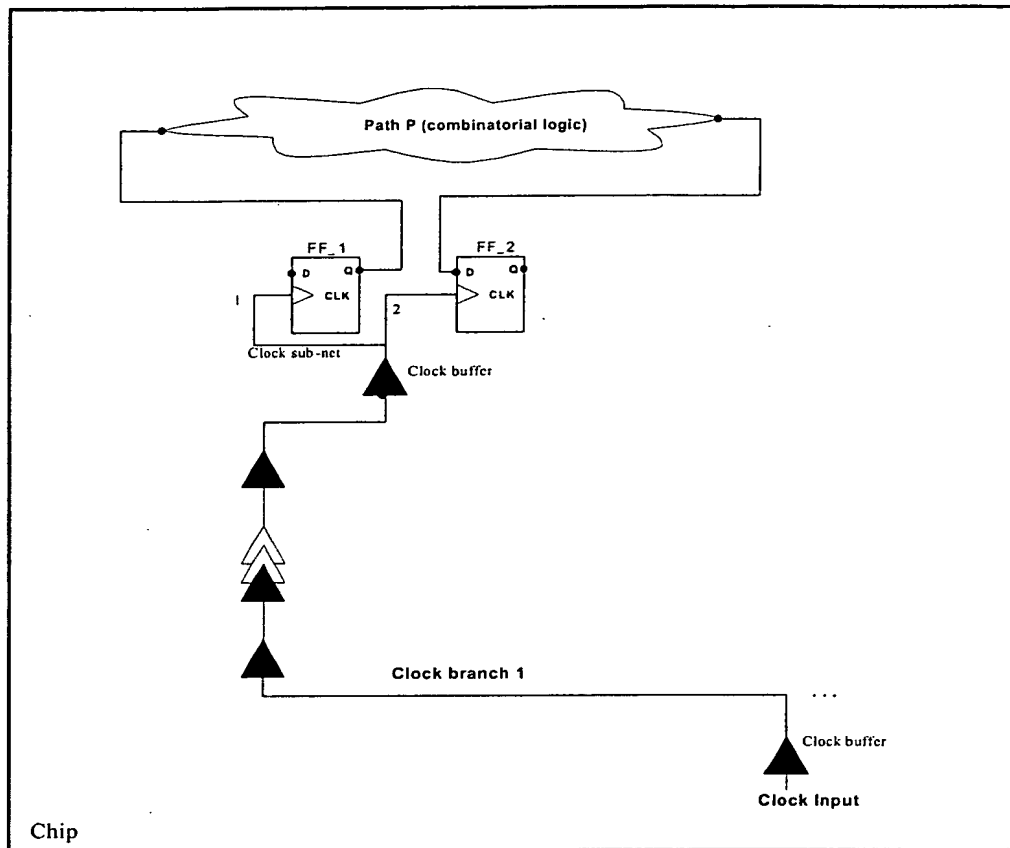 Path P (combinatorial logic)
FF_1
FF_2
D Q
D Q
1
CLK
2
CLK
Clock sub-net
Clock buffer
Clock branch 1
...
Clock buffer
Clock Input
Chip